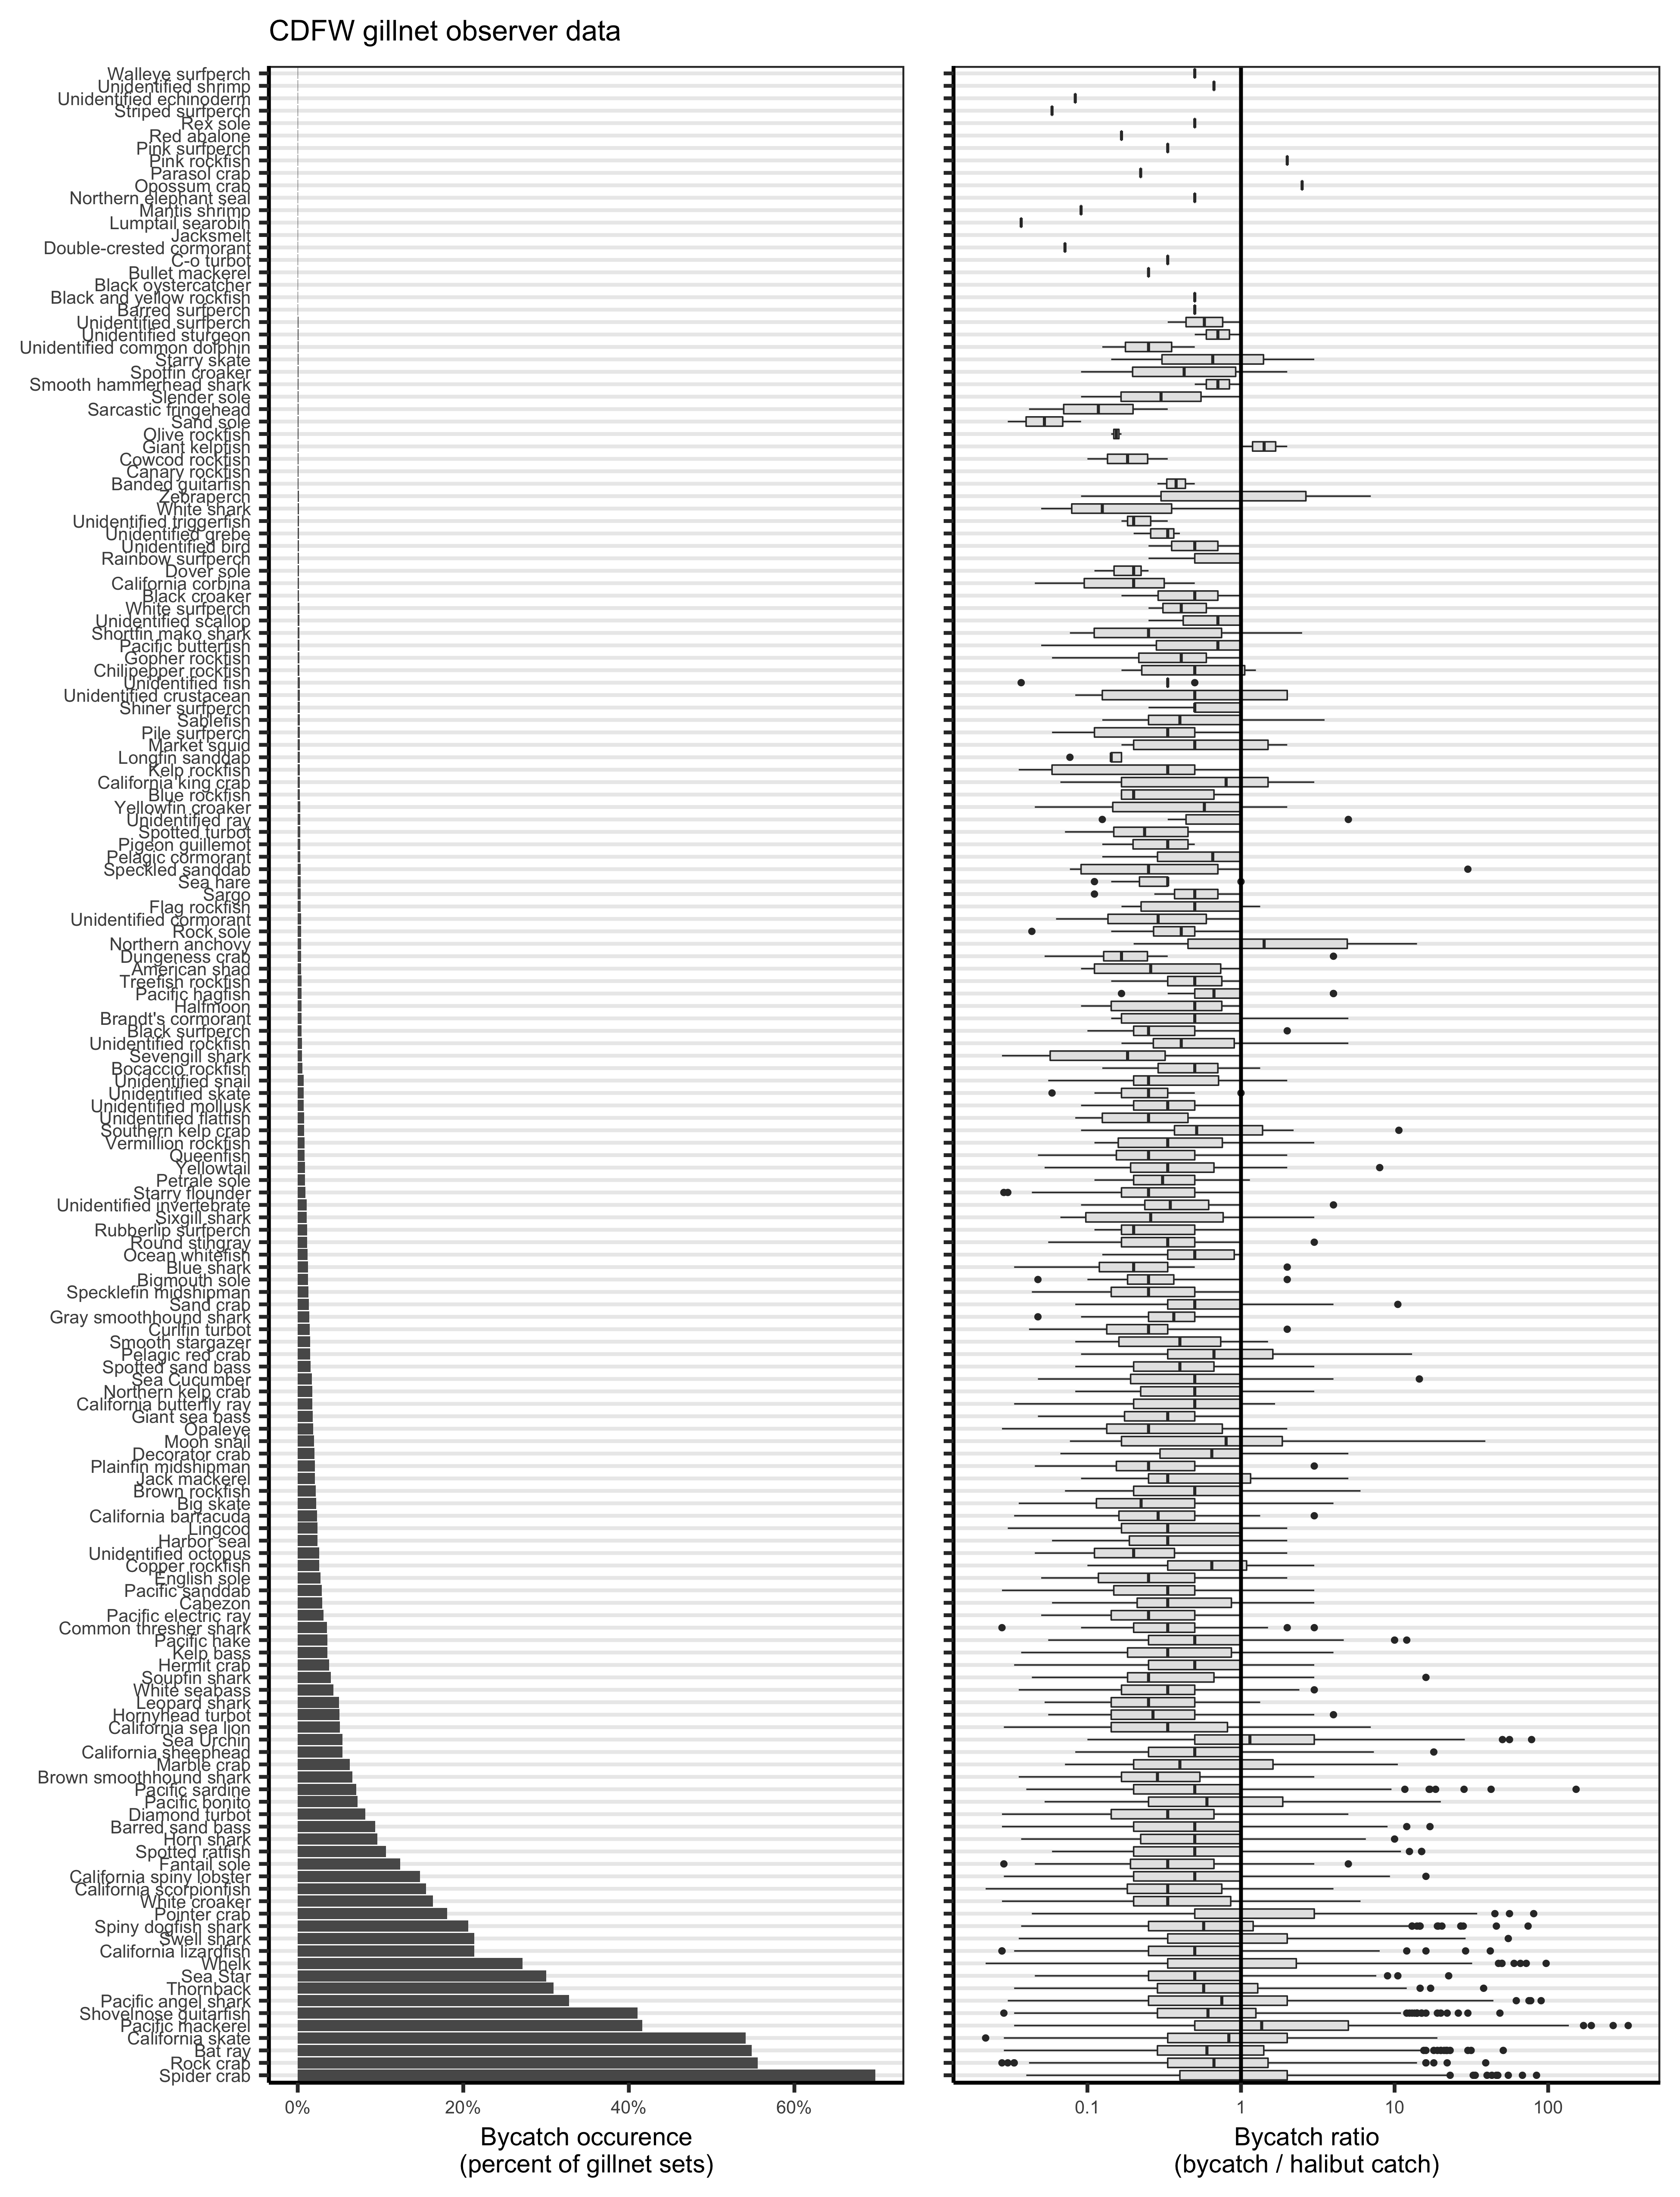 CDFW gillnet observer data
Walleye surfperch
Unidentified shrimp
Unidentified echinoderm
Striped surfperch
Rex sole
Red abalone
Pink surfperch
Pink rockfish
Parasol crab
Opossum crab
Northern elephant seal
Mantis shrimp
Lumptail searobin
Jacksmelt
Double-crested cormorant
C-o turbot
Bullet mackerel
Black oystercatcher
Black and yellow rockfish
Barred surfperch
Unidentified surfperch
Unidentified sturgeon
Unidentified common dolphin
Starry skate
Spotfin croaker
Smooth hammerhead shark
Slender sole
Sarcastic fringehead
Sand sole
Olive rockfish
Giant kelpfish
Cowcod rockfish
Canary rockfish
Banded guitarfish
Zebraperch
White shark
Unidentified triggerfish
Unidentified grebe
Unidentified bird
Rainbow surfperch
Dover sole
California corbina
Black croaker
White surfperch
Unidentified scallop
Shortfin mako shark
Pacific butterfish
Gopher rockfish
Chilipepper rockfish
Unidentified fish
Unidentified crustacean
Shiner surfperch
Sablefish
Pile surfperch
Market squid
Longfin sanddab
Kelp rockfish
California king crab
Blue rockfish
Yellowfin croaker
Unidentified ray
Spotted turbot
Pigeon guillemot
Pelagic cormorant
Speckled sanddab
Sea hare
Sargo
Flag rockfish
Unidentified cormorant
Rock sole
Northern anchovy
Dungeness crab
American shad
Treefish rockfish
Pacific hagfish
Halfmoon
Brandt's cormorant
Black surfperch
Unidentified rockfish
Sevengill shark
Bocaccio rockfish
Unidentified snail
Unidentified skate
Unidentified mollusk
Unidentified flatfish
Southern kelp crab
Vermillion rockfish
Queenfish
Yellowtail
Petrale sole
Starry flounder
Unidentified invertebrate
Sixgill shark
Rubberlip surfperch
Round stingray
Ocean whitefish
Blue shark
Bigmouth sole
Specklefin midshipman
Sand crab
Gray smoothhound shark
Curlfin turbot
Smooth stargazer
Pelagic red crab
Spotted sand bass
Sea Cucumber
Northern kelp crab
California butterfly ray
Giant sea bass
Opaleye
Moon snail
Decorator crab
Plainfin midshipman
Jack mackerel
Brown rockfish
Big skate
California barracuda
Lingcod
Harbor seal
Unidentified octopus
Copper rockfish
English sole
Pacific sanddab
Cabezon
Pacific electric ray
Common thresher shark
Pacific hake
Kelp bass
Hermit crab
Soupfin shark
White seabass
Leopard shark
Hornyhead turbot
California sea lion
Sea Urchin
California sheephead
Marble crab
Brown smoothhound shark
Pacific sardine
Pacific bonito
Diamond turbot
Barred sand bass
Horn shark
Spotted ratfish
Fantail sole
California spiny lobster
California scorpionfish
White croaker
Pointer crab
Spiny dogfish shark
Swell shark
California lizardfish
Whelk
Sea Star
Thornback
Pacific angel shark
Shovelnose guitarfish
Pacific mackerel
California skate
Bat ray
Rock crab
Spider crab
0% 20% 40% 60%
Bycatch occurence
(percent of gillnet sets)
0.1 1 10 100
Bycatch ratio
(bycatch / halibut catch)